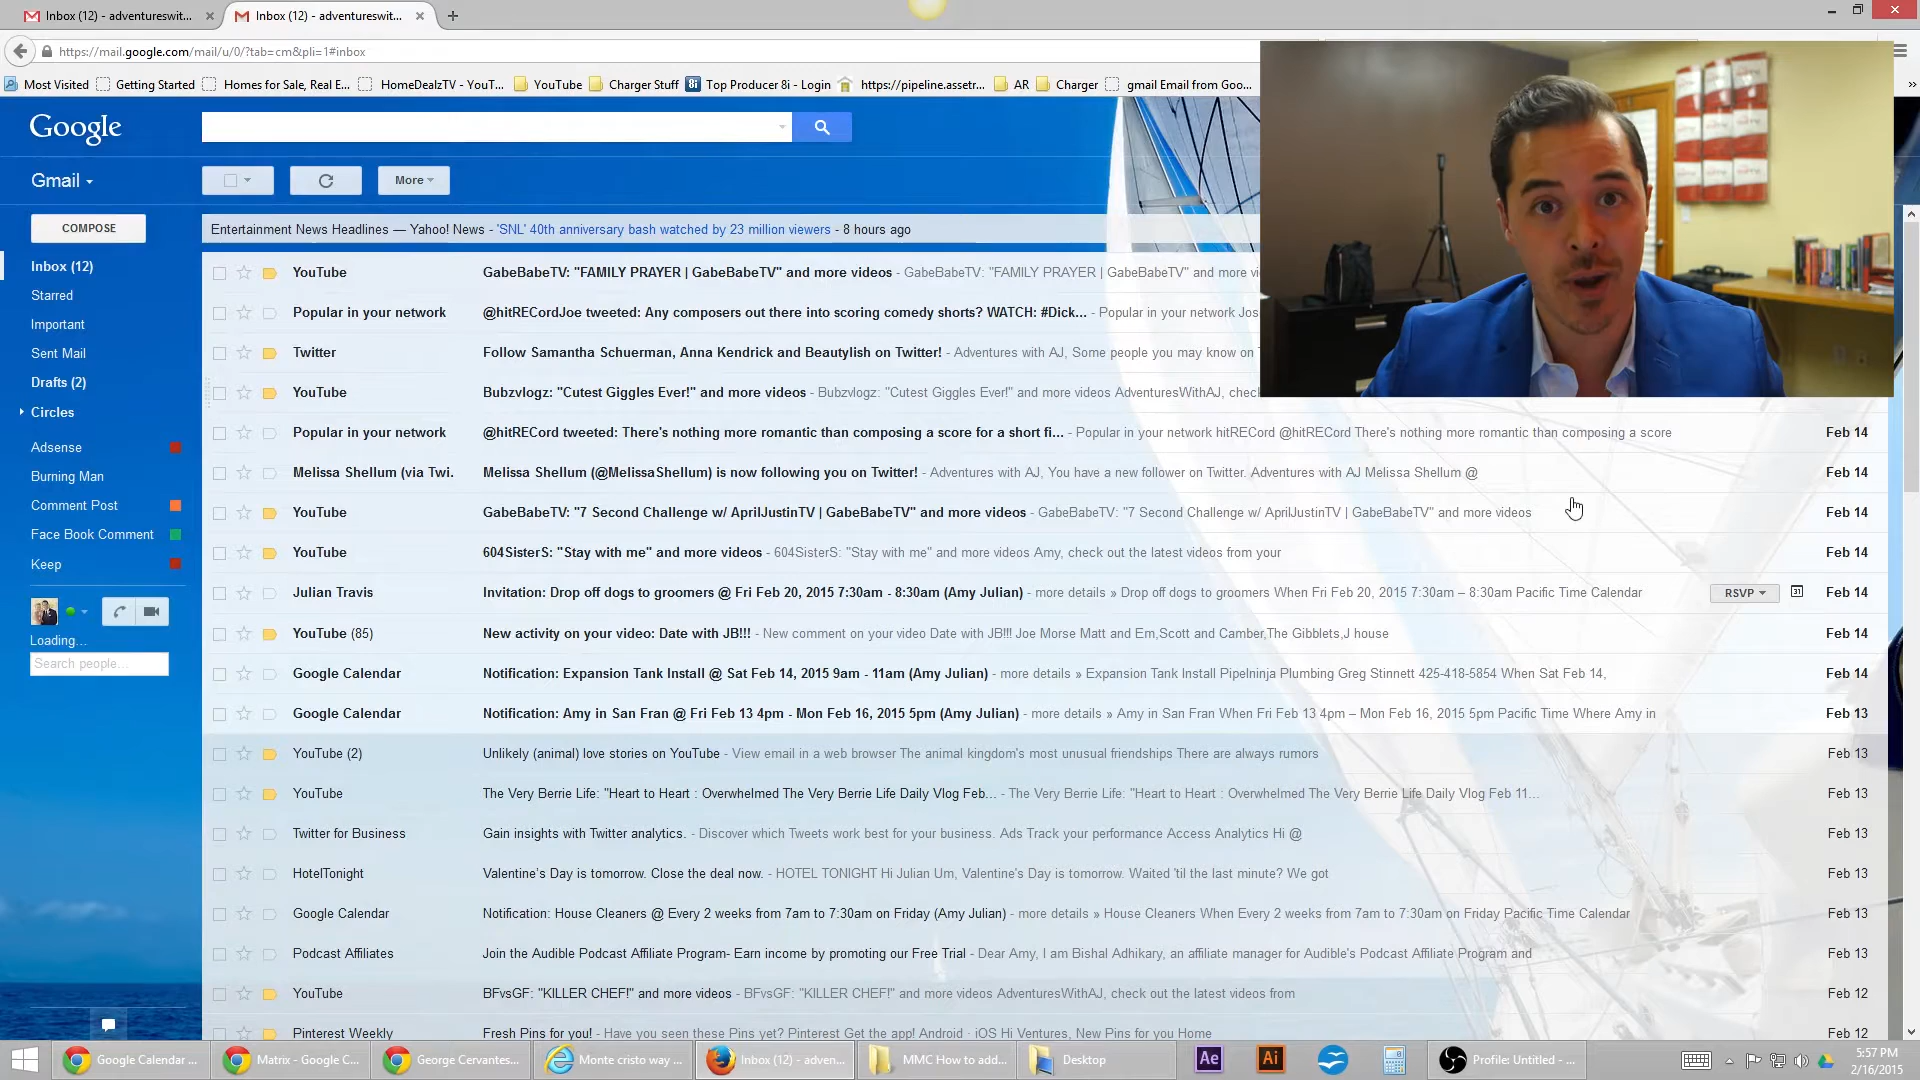 Inbox (12) - adventureswit...
Inbox (12) - adventureswit...
https://mail.google.com/mail/u/0/?tab=cm&pli=1#inbox
Most Visited Getting Started Homes for Sale, Real E... HomeDealzTV - YouT... YouTube Charger Stuff Top Producer 8i - Login https://pipeline.assetr... AR Charger gmail Email from Goo...
Google
Gmail
More
COMPOSE
Entertainment News Headlines — Yahoo! News - 'SNL' 40th anniversary bash watched by 23 million viewers - 8 hours ago
Inbox (12)
Starred
Important
Sent Mail
Drafts (2)
Circles
Adsense
Burning Man
Comment Post
Face Book Comment
Keep
Loading...
Search people...
YouTube GabeBabeTV: "FAMILY PRAYER | GabeBabeTV" and more videos - GabeBabeTV: "FAMILY PRAYER | GabeBabeTV" and more vi
Popular in your network @hitRECordJoe tweeted: Any composers out there into scoring comedy shorts? WATCH: #Dick... - Popular in your network Jos
Twitter Follow Samantha Schuerman, Anna Kendrick and Beautylish on Twitter! - Adventures with AJ, Some people you may know on T
YouTube Bubzvlogz: "Cutest Giggles Ever!" and more videos - Bubzvlogz: "Cutest Giggles Ever!" and more videos AdventuresWithAJ, chec
Popular in your network @hitRECord tweeted: There's nothing more romantic than composing a score for a short fi... - Popular in your network hitRECord @hitRECord There's nothing more romantic than composing a score Feb 14
Melissa Shellum (via Twi. Melissa Shellum (@MelissaShellum) is now following you on Twitter! - Adventures with AJ, You have a new follower on Twitter. Adventures with AJ Melissa Shellum @ Feb 14
YouTube GabeBabeTV: "7 Second Challenge w/ AprilJustinTV | GabeBabeTV" and more videos - GabeBabeTV: "7 Second Challenge w/ AprilJustinTV | GabeBabeTV" and more videos Feb 14
YouTube 604SisterS: "Stay with me" and more videos - 604SisterS: "Stay with me" and more videos Amy, check out the latest videos from your Feb 14
Julian Travis Invitation: Drop off dogs to groomers @ Fri Feb 20, 2015 7:30am - 8:30am (Amy Julian) - more details » Drop off dogs to groomers When Fri Feb 20, 2015 7:30am – 8:30am Pacific Time Calendar RSVP 31 Feb 14
YouTube (85) New activity on your video: Date with JB!!! - New comment on your video Date with JB!!! Joe Morse Matt and Em,Scott and Camber,The Gibblets,J house Feb 14
Google Calendar Notification: Expansion Tank Install @ Sat Feb 14, 2015 9am - 11am (Amy Julian) - more details » Expansion Tank Install Pipelninja Plumbing Greg Stinnett 425-418-5854 When Sat Feb 14, Feb 14
Google Calendar Notification: Amy in San Fran @ Fri Feb 13 4pm - Mon Feb 16, 2015 5pm (Amy Julian) - more details » Amy in San Fran When Fri Feb 13 4pm – Mon Feb 16, 2015 5pm Pacific Time Where Amy in Feb 13
YouTube (2) Unlikely (animal) love stories on YouTube - View email in a web browser The animal kingdom's most unusual friendships There are always rumors Feb 13
YouTube The Very Berrie Life: "Heart to Heart : Overwhelmed The Very Berrie Life Daily Vlog Feb... - The Very Berrie Life: "Heart to Heart : Overwhelmed The Very Berrie Life Daily Vlog Feb 11... Feb 13
Twitter for Business Gain insights with Twitter analytics. - Discover which Tweets work best for your business. Ads Track your performance Access Analytics Hi @ Feb 13
HotelTonight Valentine's Day is tomorrow. Close the deal now. - HOTEL TONIGHT Hi Julian Um, Valentine's Day is tomorrow. Waited 'til the last minute? We got Feb 13
Google Calendar Notification: House Cleaners @ Every 2 weeks from 7am to 7:30am on Friday (Amy Julian) - more details » House Cleaners When Every 2 weeks from 7am to 7:30am on Friday Pacific Time Calendar Feb 13
Podcast Affiliates Join the Audible Podcast Affiliate Program- Earn income by promoting our Free Trial - Dear Amy, I am Bishal Adhikary, an affiliate manager for Audible's Podcast Affiliate Program and Feb 13
YouTube BFvsGF: "KILLER CHEF!" and more videos - BFvsGF: "KILLER CHEF!" and more videos AdventuresWithAJ, check out the latest videos from Feb 12
Pinterest Weekly Fresh Pins for you! - Have you seen these Pins yet? Pinterest Get the app! Android · iOS Hi Ventures, New Pins for you Home Feb 12
Google Calendar ... Matrix - Google C... George Cervantes... Monte cristo way ... Inbox (12) - adven... MMC How to add... Desktop Ae Ai Profile: Untitled - ... 5:57 PM
2/16/2015